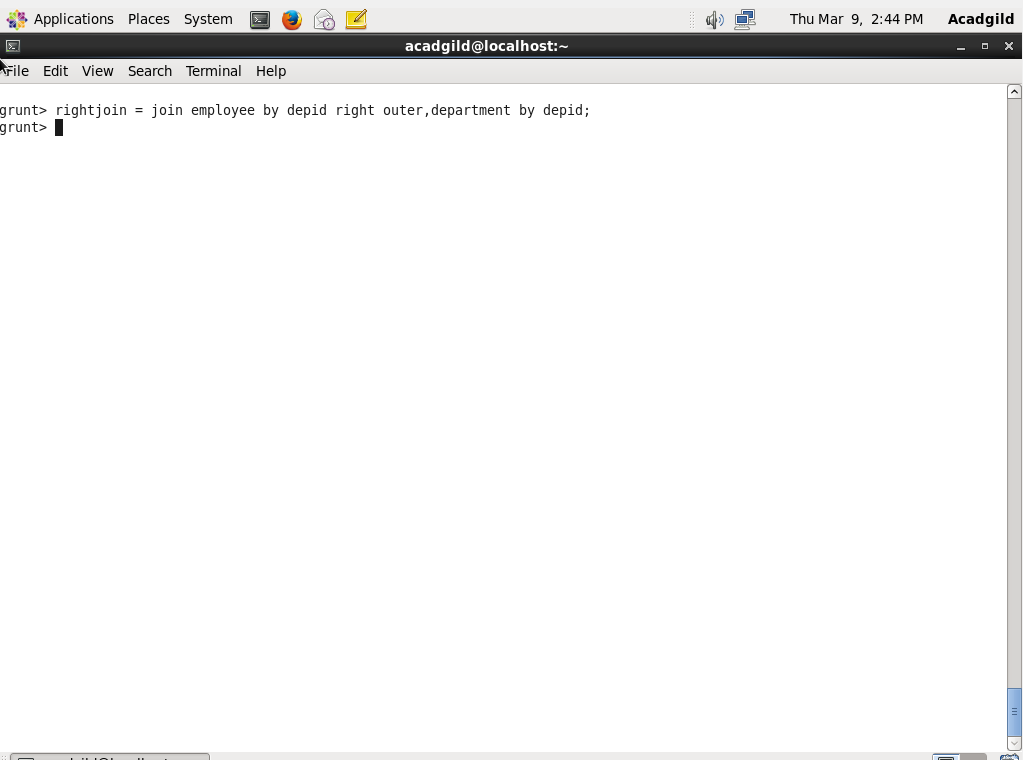 Applications Places System Thu Mar 9, 2:44 PM Acadgild
acadgild@localhost:~
File Edit View Search Terminal Help
grunt> rightjoin = join employee by depid right outer,department by depid;
grunt>